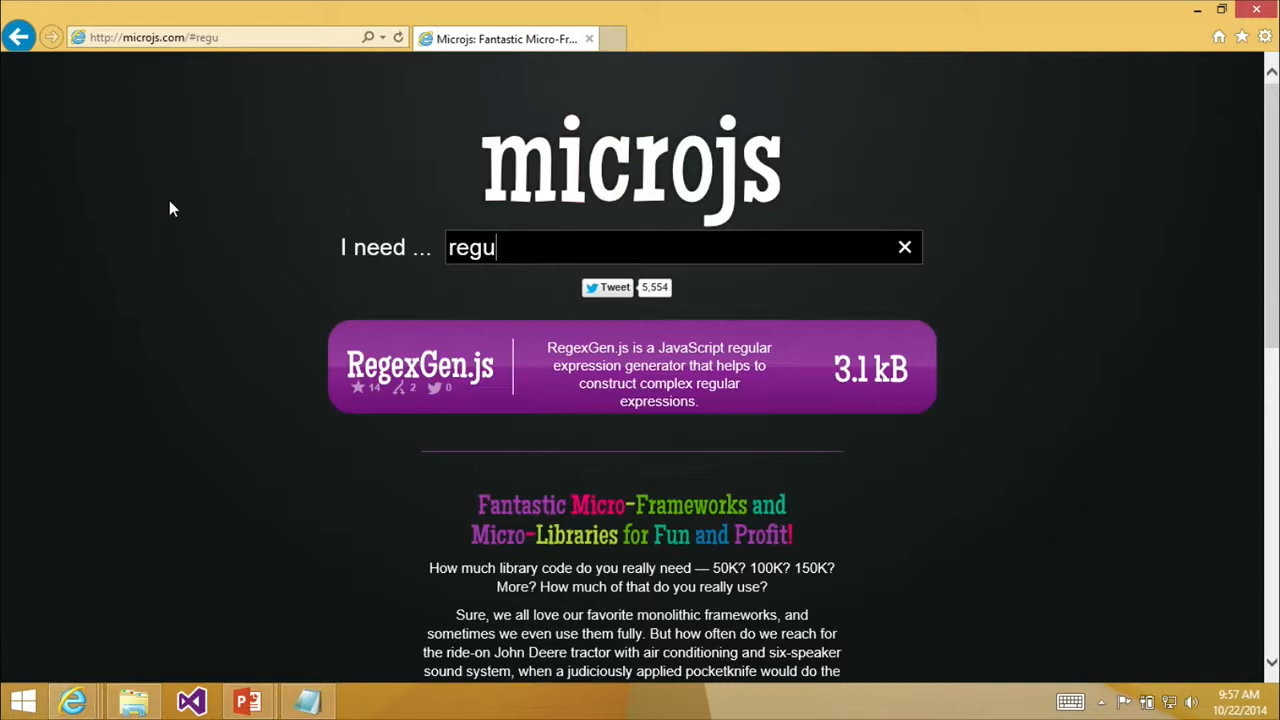 http://microjs.com/#regu
Microjs: Fantastic Micro-Fr...
microjs
I need ... regu
Tweet 5,554
RegexGen.js
14 2 0
RegexGen.js is a JavaScript regular
expression generator that helps to
construct complex regular
expressions.
3.1 kB
Fantastic Micro-Frameworks and
Micro-Libraries for Fun and Profit!
How much library code do you really need — 50K? 100K? 150K?
More? How much of that do you really use?
Sure, we all love our favorite monolithic frameworks, and
sometimes we even use them fully. But how often do we reach for
the ride-on John Deere tractor with air conditioning and six-speaker
sound system, when a judiciously applied pocketknife would do the
9:57 AM
10/22/2014